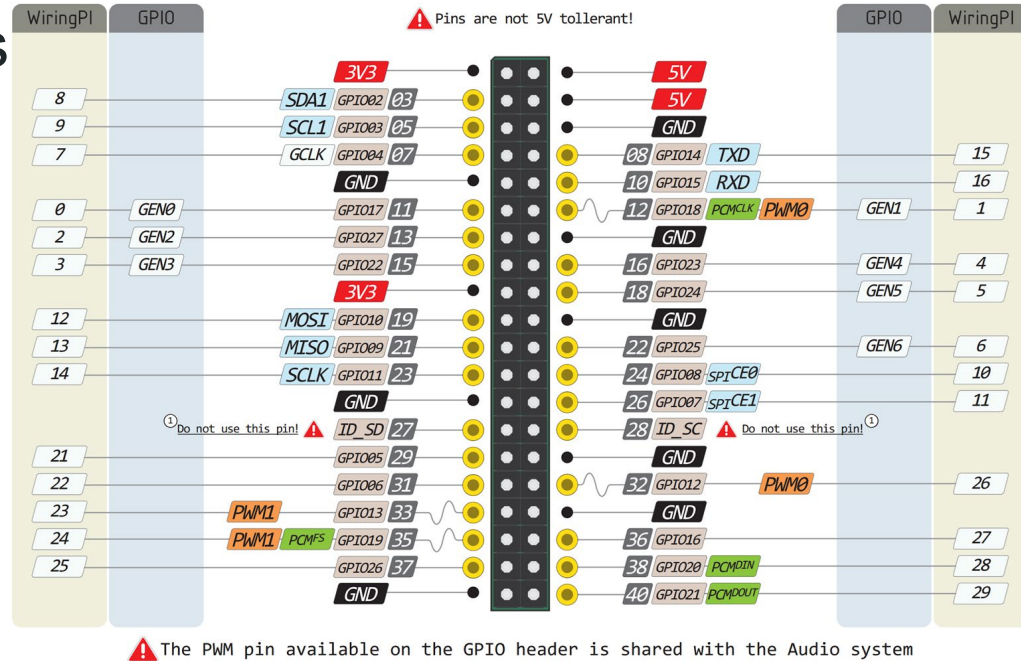 WiringPI GPIO Pins are not 5V tollerant! GPIO WiringPI
s
3V3 5V
8 SDA1 GPIO02 03 5V
9 SCL1 GPIO03 05 GND
7 GCLK GPIO04 07 08 GPIO14 TXD 15
GND 10 GPIO15 RXD 16
0 GEN0 GPIO17 11 12 GPIO18 PCMCLK PWM0 GEN1 1
2 GEN2 GPIO27 13 GND
3 GEN3 GPIO22 15 16 GPIO23 GEN4 4
3V3 18 GPIO24 GEN5 5
12 MOSI GPIO10 19 GND
13 MISO GPIO09 21 22 GPIO25 GEN6 6
14 SCLK GPIO11 23 24 GPIO08 SPICE0 10
GND 26 GPIO07 SPICE1 11
1 Do not use this pin! ID_SD 27 28 ID_SC Do not use this pin! 1
21 GPIO05 29 GND
22 GPIO06 31 32 GPIO12 PWM0 26
23 PWM1 GPIO13 33 GND
24 PWM1 PCMFS GPIO19 35 36 GPIO16 27
25 GPIO26 37 38 GPIO20 PCMDIN 28
GND 40 GPIO21 PCMDOUT 29
The PWM pin available on the GPIO header is shared with the Audio system